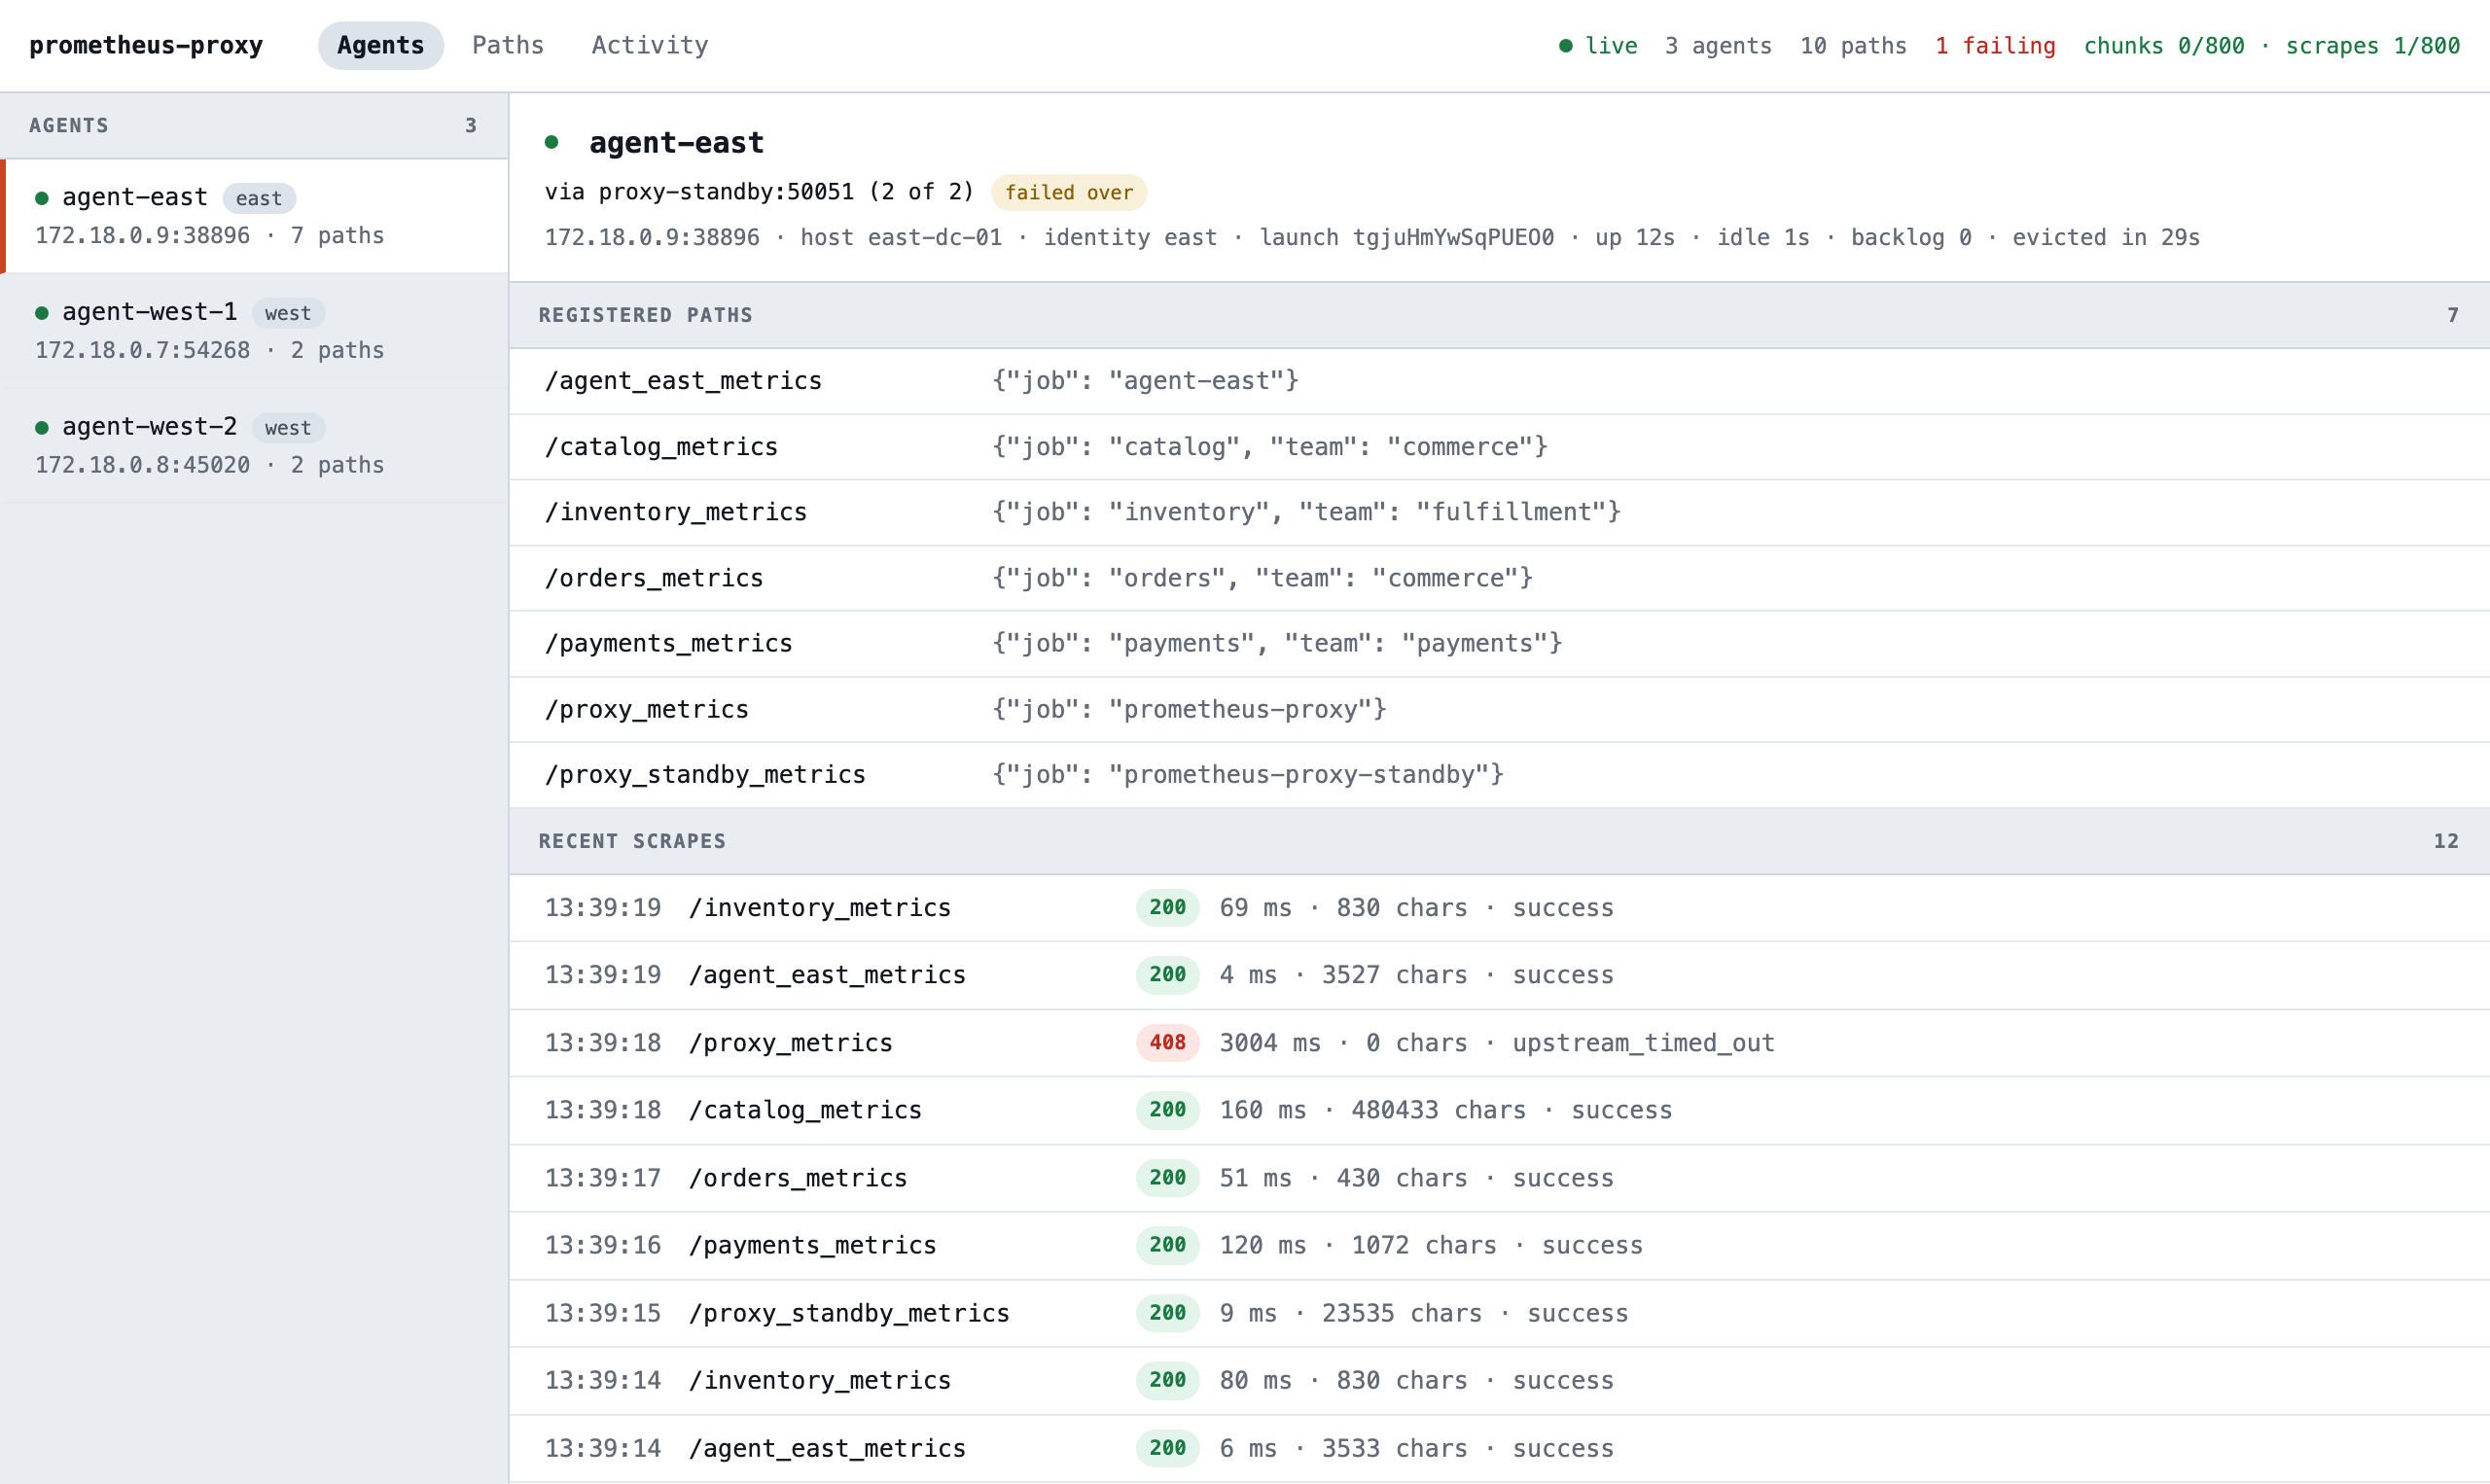 prometheus-proxy Agents Paths Activity live 3 agents 10 paths 1 failing chunks 0/800 · scrapes 1/800
AGENTS 3
agent-east east
172.18.0.9:38896 · 7 paths
agent-west-1 west
172.18.0.7:54268 · 2 paths
agent-west-2 west
172.18.0.8:45020 · 2 paths
agent-east
via proxy-standby:50051 (2 of 2) failed over
172.18.0.9:38896 · host east-dc-01 · identity east · launch tgjuHmYwSqPUEO0 · up 12s · idle 1s · backlog 0 · evicted in 29s
REGISTERED PATHS 7
/agent_east_metrics {"job": "agent-east"}
/catalog_metrics {"job": "catalog", "team": "commerce"}
/inventory_metrics {"job": "inventory", "team": "fulfillment"}
/orders_metrics {"job": "orders", "team": "commerce"}
/payments_metrics {"job": "payments", "team": "payments"}
/proxy_metrics {"job": "prometheus-proxy"}
/proxy_standby_metrics {"job": "prometheus-proxy-standby"}
RECENT SCRAPES 12
13:39:19 /inventory_metrics 200 69 ms · 830 chars · success
13:39:19 /agent_east_metrics 200 4 ms · 3527 chars · success
13:39:18 /proxy_metrics 408 3004 ms · 0 chars · upstream_timed_out
13:39:18 /catalog_metrics 200 160 ms · 480433 chars · success
13:39:17 /orders_metrics 200 51 ms · 430 chars · success
13:39:16 /payments_metrics 200 120 ms · 1072 chars · success
13:39:15 /proxy_standby_metrics 200 9 ms · 23535 chars · success
13:39:14 /inventory_metrics 200 80 ms · 830 chars · success
13:39:14 /agent_east_metrics 200 6 ms · 3533 chars · success